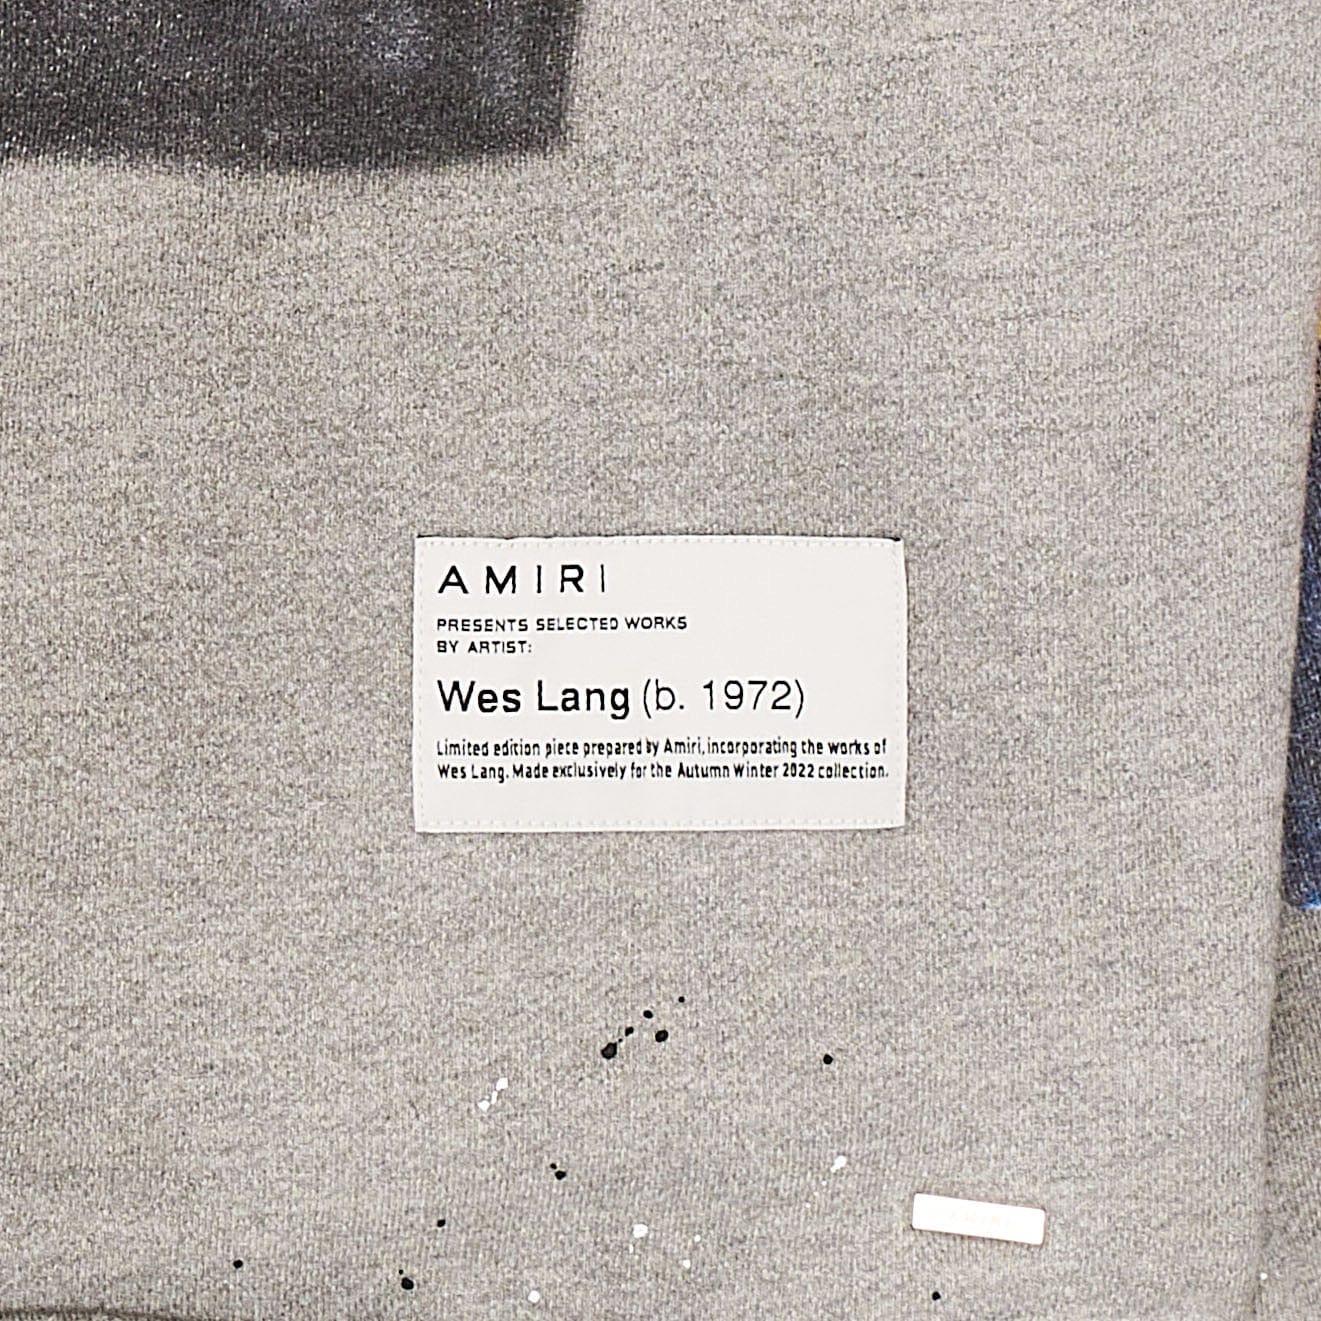 AMIRI
PRESENTS SELECTED WORKS
BY ARTIST:
Wes Lang (b. 1972)
Limited edition piece prepared by Amiri, incorporating the works of
Wes Lang. Made exclusively for the Autumn Winter 2022 collection.
AMIRI